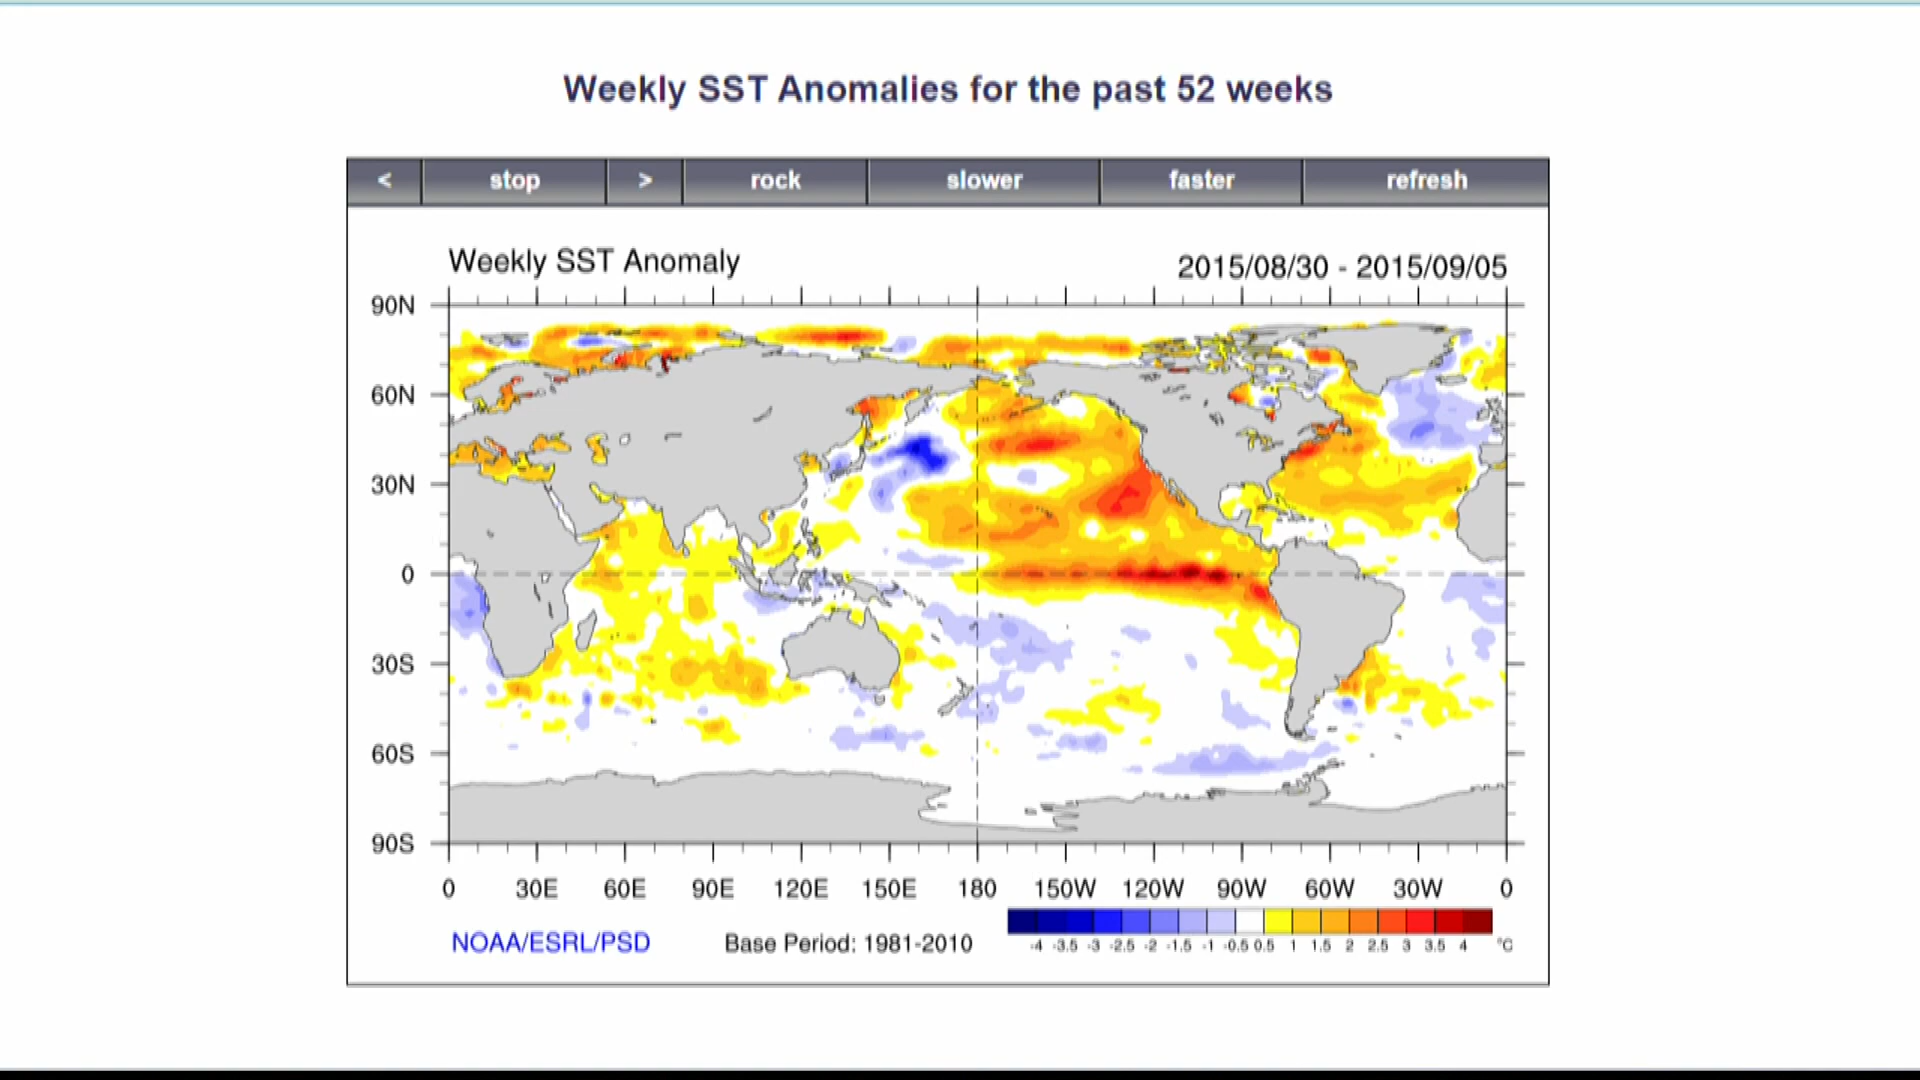 Weekly SST Anomalies for the past 52 weeks
< stop > rock slower faster refresh
Weekly SST Anomaly 2015/08/30 - 2015/09/05
90N
60N
30N
0
30S
60S
90S
0 30E 60E 90E 120E 150E 180 150W 120W 90W 60W 30W 0
NOAA/ESRL/PSD Base Period: 1981-2010
-4 -3.5 -3 -2.5 -2 -1.5 -1 -0.5 0.5 1 1.5 2 2.5 3 3.5 4 °C